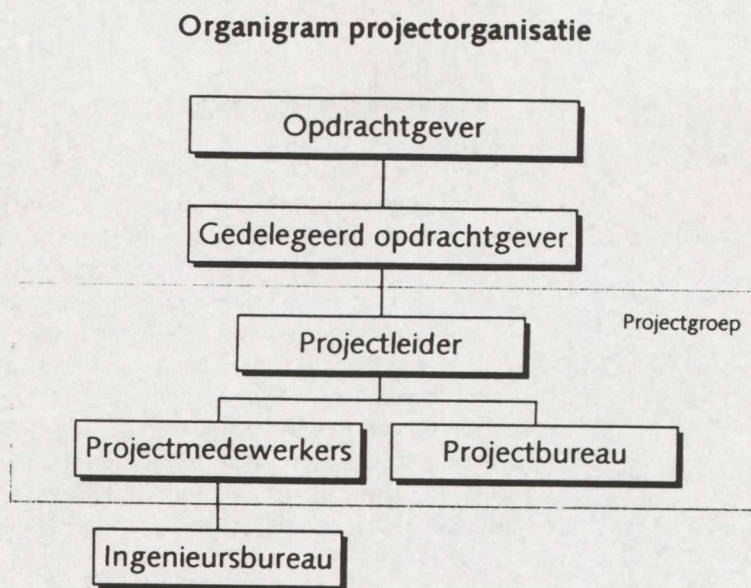 Organigram projectorganisatie
Opdrachtgever
Gedelegeerd opdrachtgever
Projectgroep
Projectleider
Projectmedewerkers
Projectbureau
Ingenieursbureau